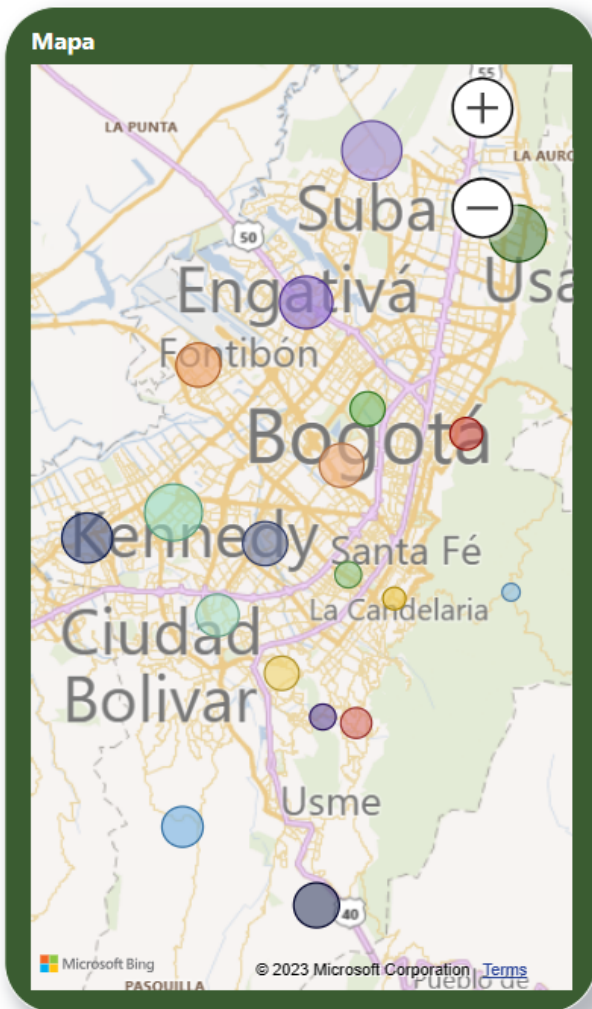 Mapa
55
+
LA PUNTA
LA AURO
−
Suba
50
Usa
Engativá
Fontibón
Bogotá
Kennedy
Santa Fé
La Candelaria
Ciudad
Bolivar
Usme
40
Microsoft Bing
© 2023 Microsoft Corporation
Terms
PASQUILLA
Pueblo de